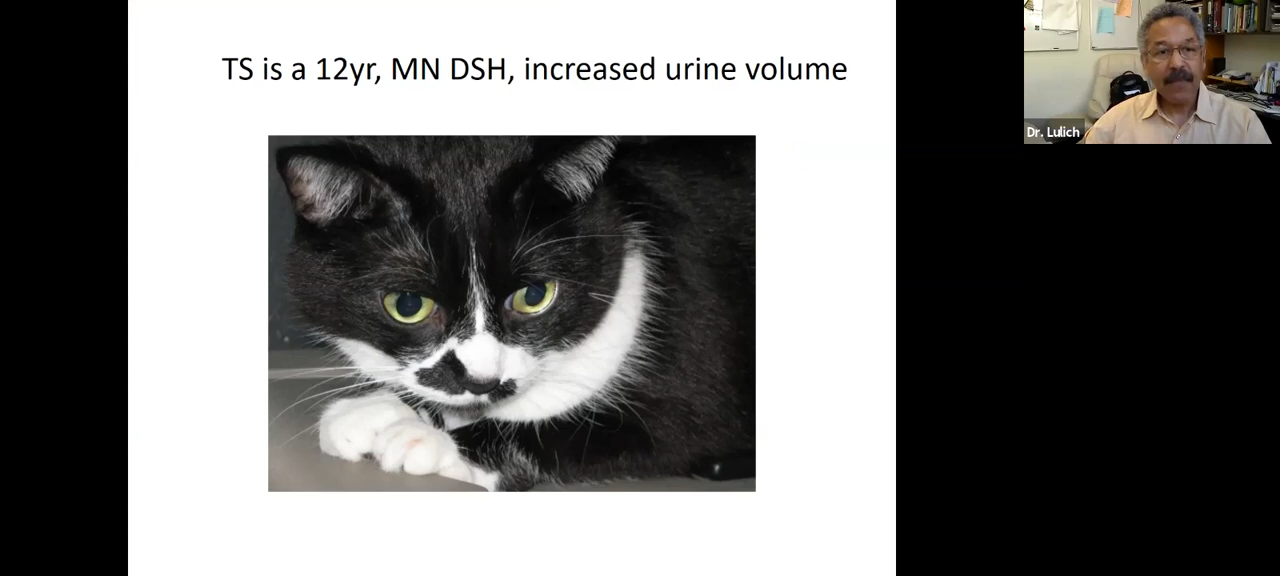 TS is a 12yr, MN DSH, increased urine volume
Dr. Lulich